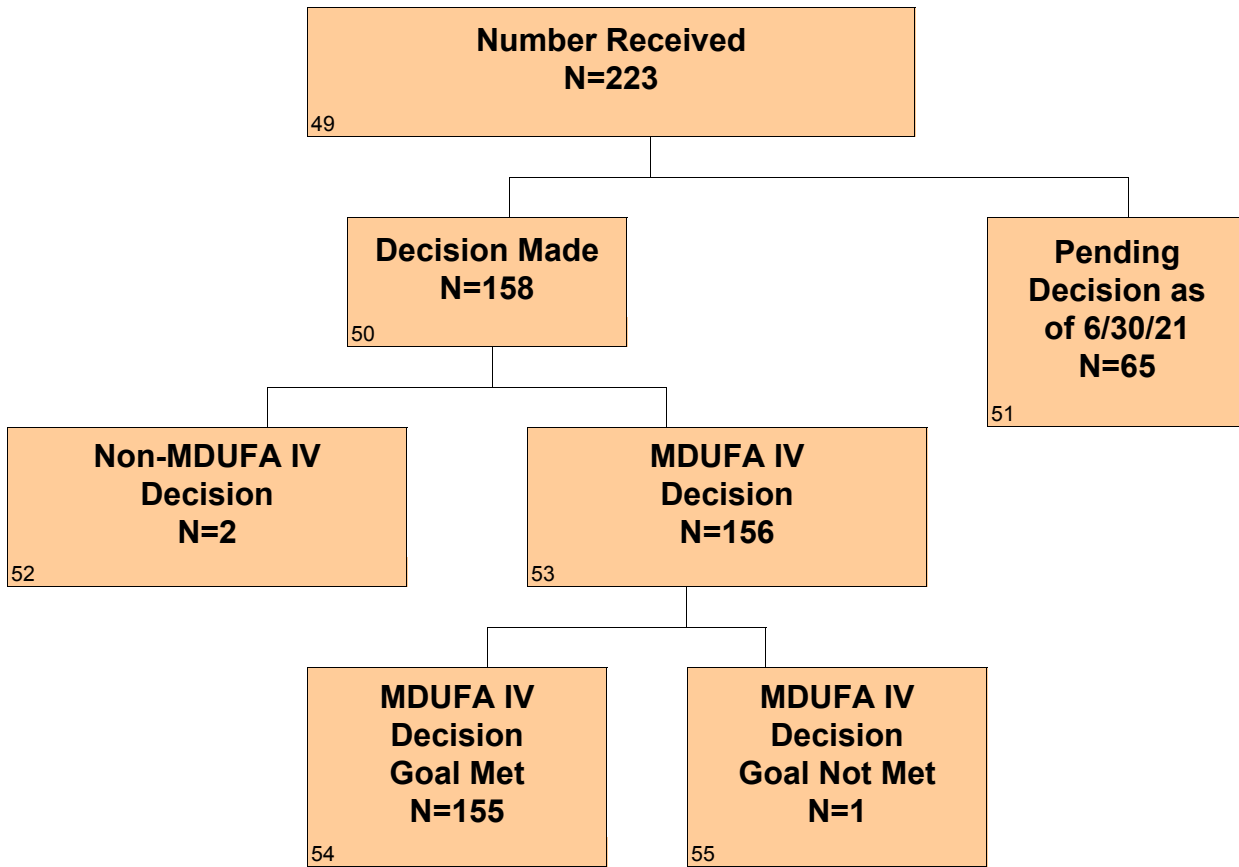 Number Received
N=223
49
Decision Made
N=158
50
Pending
Decision as
of 6/30/21
N=65
51
Non-MDUFA IV
Decision
N=2
52
MDUFA IV
Decision
N=156
53
MDUFA IV
Decision
Goal Met
N=155
54
MDUFA IV
Decision
Goal Not Met
N=1
55